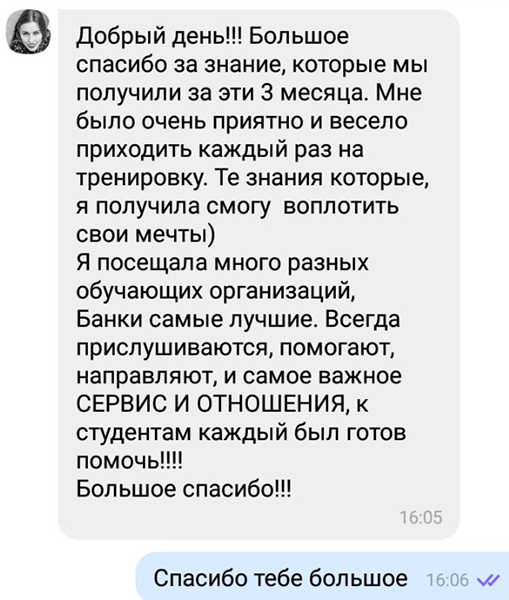 Добрый день!!! Большое
спасибо за знание, которые мы
получили за эти 3 месяца. Мне
было очень приятно и весело
приходить каждый раз на
тренировку. Те знания которые,
я получила смогу воплотить
свои мечты)
Я посещала много разных
обучающих организаций,
Банки самые лучшие. Всегда
прислушиваются, помогают,
направляют, и самое важное
СЕРВИС И ОТНОШЕНИЯ, к
студентам каждый был готов
помочь!!!!
Большое спасибо!!!
16:05
Спасибо тебе большое 16:06